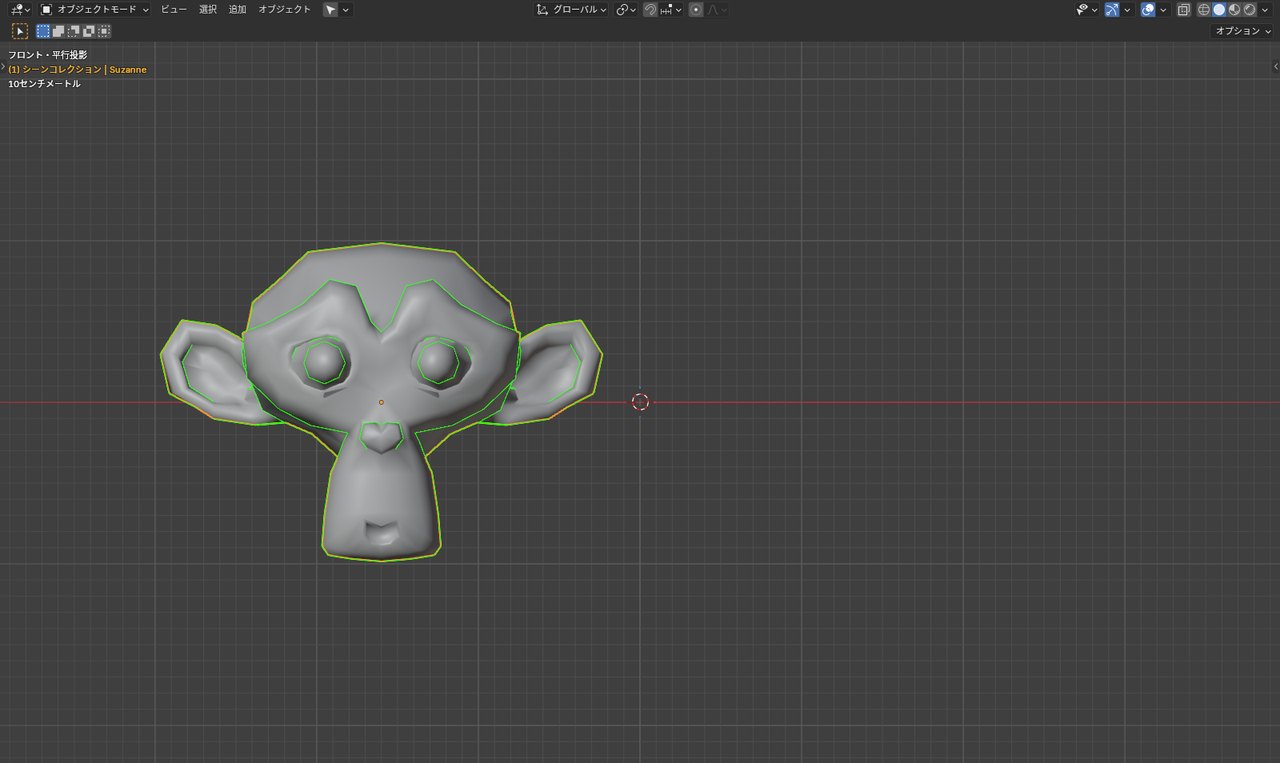 オブジェクトモード ビュー 選択 追加 オブジェクト グローバル
オプション
フロント・平行投影
(1) シーンコレクション | Suzanne
10センチメートル